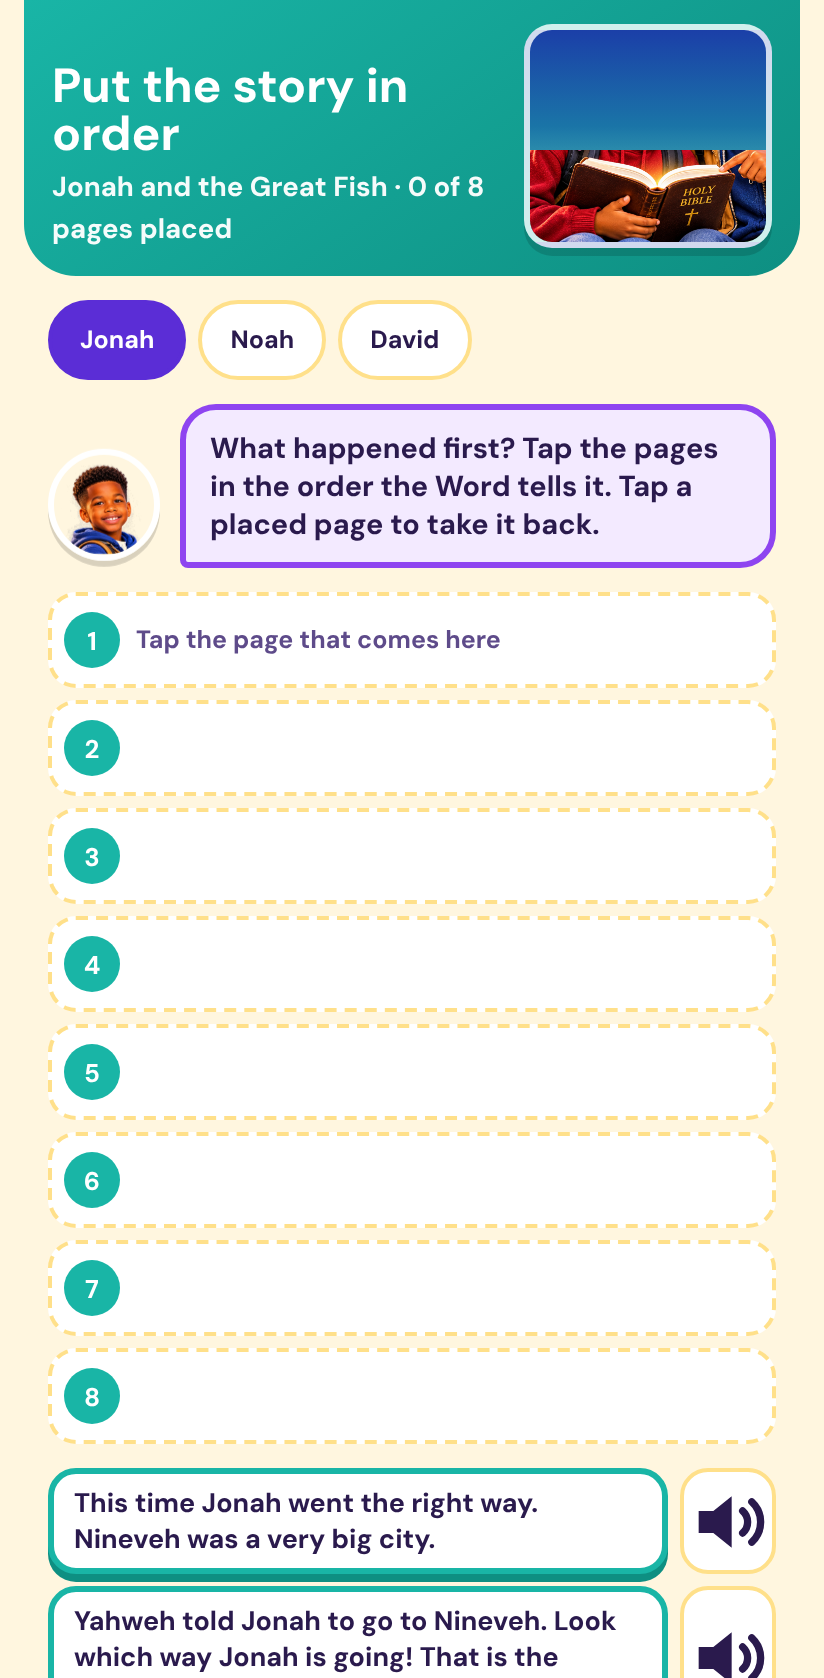 Put the story in
order
Jonah and the Great Fish · 0 of 8
pages placed
HOLY
BIBLE
Jonah
Noah
David
What happened first? Tap the pages
in the order the Word tells it. Tap a
placed page to take it back.
1 Tap the page that comes here
2
3
4
5
6
7
8
This time Jonah went the right way.
Nineveh was a very big city.
Yahweh told Jonah to go to Nineveh. Look
which way Jonah is going! That is the